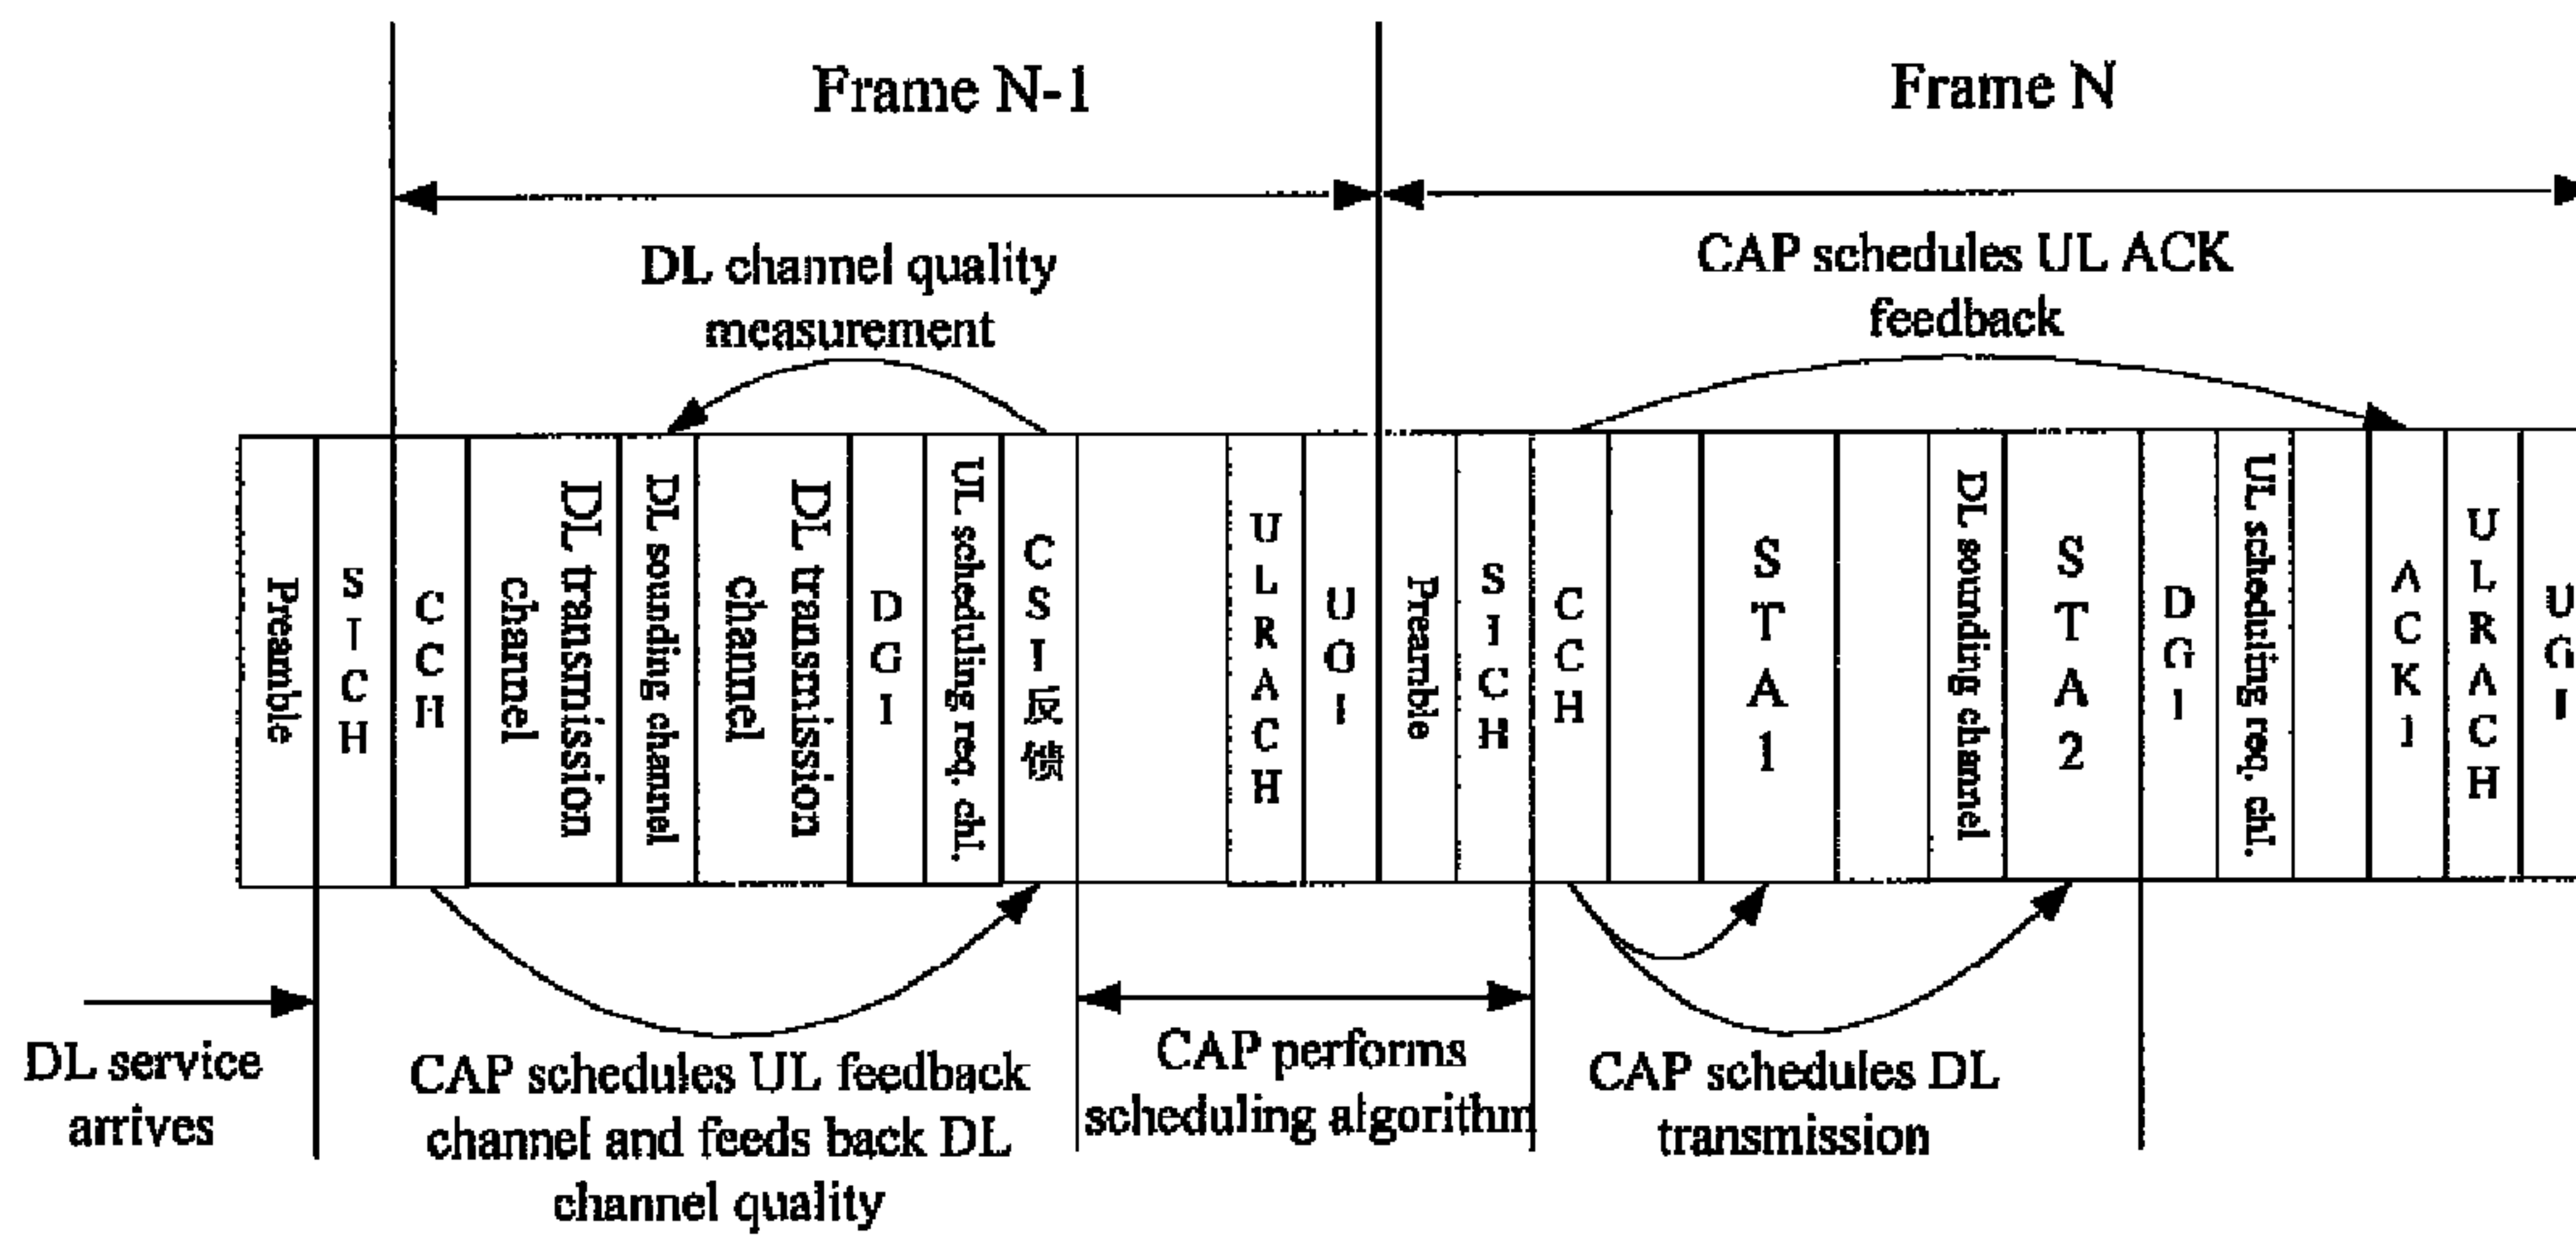 Frame N-1
Frame N
DL channel quality
measurement
CAP schedules UL ACK
feedback
Preamble
SICH
CCH
DL transmission
channel
DL sounding channel
DL transmission
channel
DGI
UL scheduling req. chl.
CSI反馈
ULRACH
UGI
Preamble
SICH
CCH
STA1
DL sounding channel
STA2
DGI
UL scheduling req. chl.
ACK1
ULRACH
UGI
DL service
arrives
CAP schedules UL feedback
channel and feeds back DL
channel quality
CAP performs
scheduling algorithm
CAP schedules DL
transmission